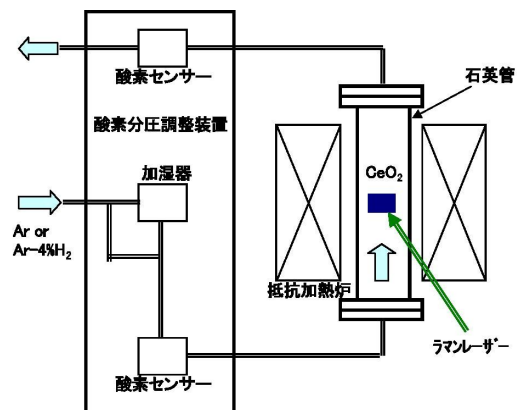 酸素センサー
石英管
酸素分圧調整装置
加湿器
CeO2
Ar or
Ar-4%H2
抵抗加熱炉
ラマンレーザー
酸素センサー